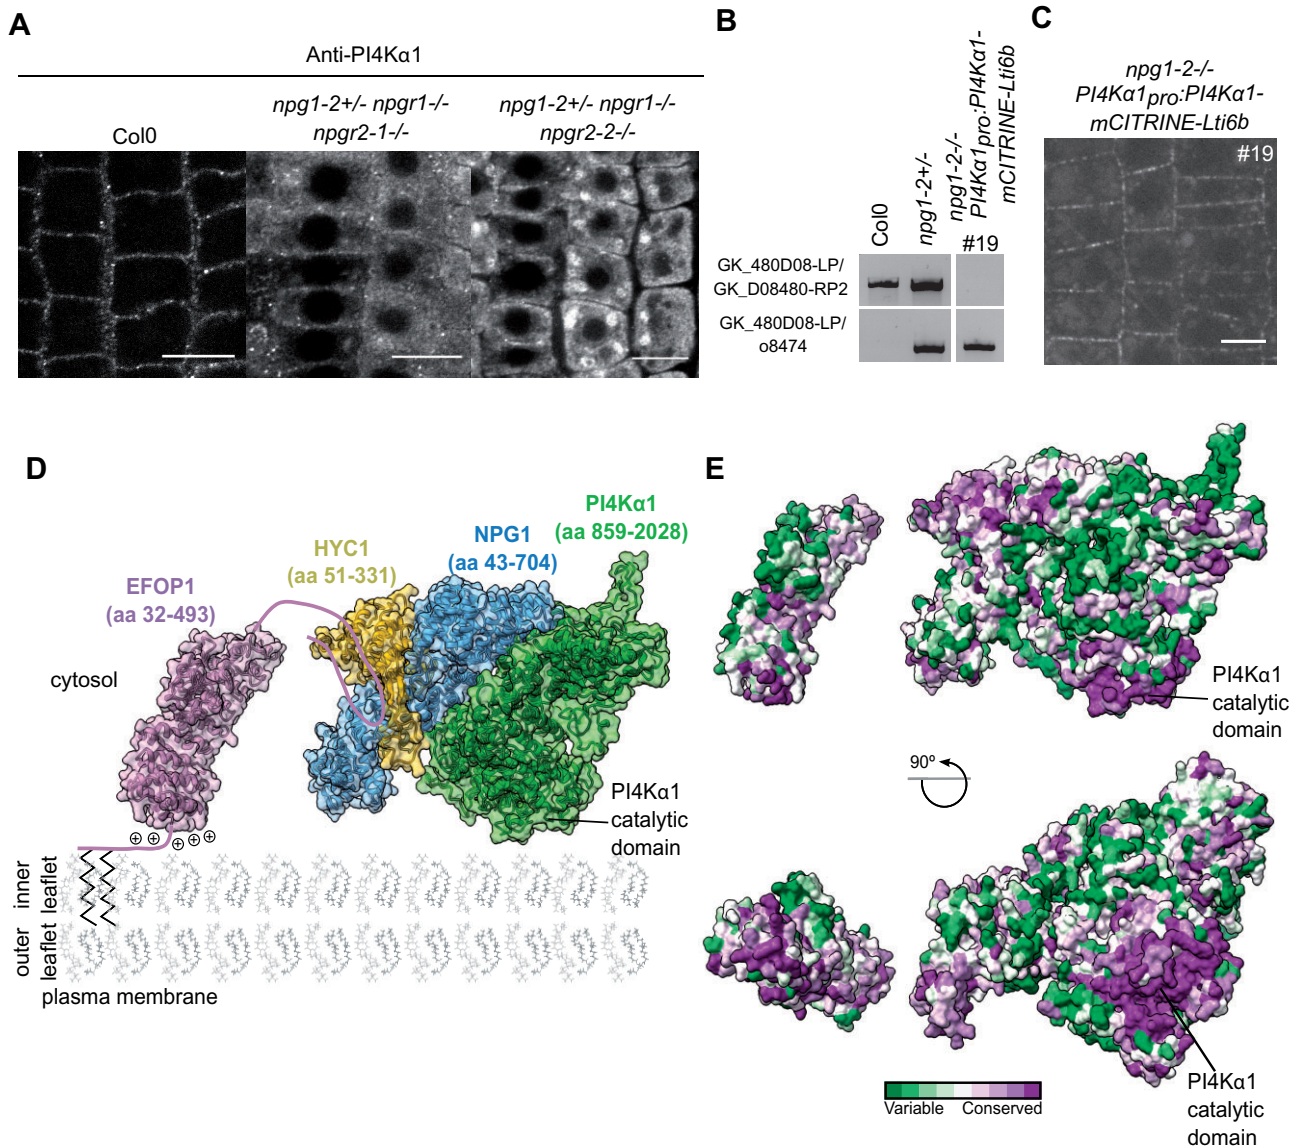 A
Anti-PI4Kα1
Col0
npg1-2+/- npgr1-/-
npgr2-1-/-
npg1-2+/- npgr1-/-
npgr2-2-/-
B
Col0
npg1-2+/-
npg1-2-/-
PI4Kα1pro:PI4Kα1-
mCITRINE-Lti6b
#19
GK_480D08-LP/
GK_D08480-RP2
GK_480D08-LP/
o8474
C
npg1-2-/-
PI4Kα1pro:PI4Kα1-
mCITRINE-Lti6b
#19
D
EFOP1
(aa 32-493)
HYC1
(aa 51-331)
NPG1
(aa 43-704)
PI4Kα1
(aa 859-2028)
cytosol
PI4Kα1
catalytic
domain
+ + + + +
inner
leaflet
outer
leaflet
plasma membrane
E
PI4Kα1
catalytic
domain
90º
PI4Kα1
catalytic
domain
Variable Conserved